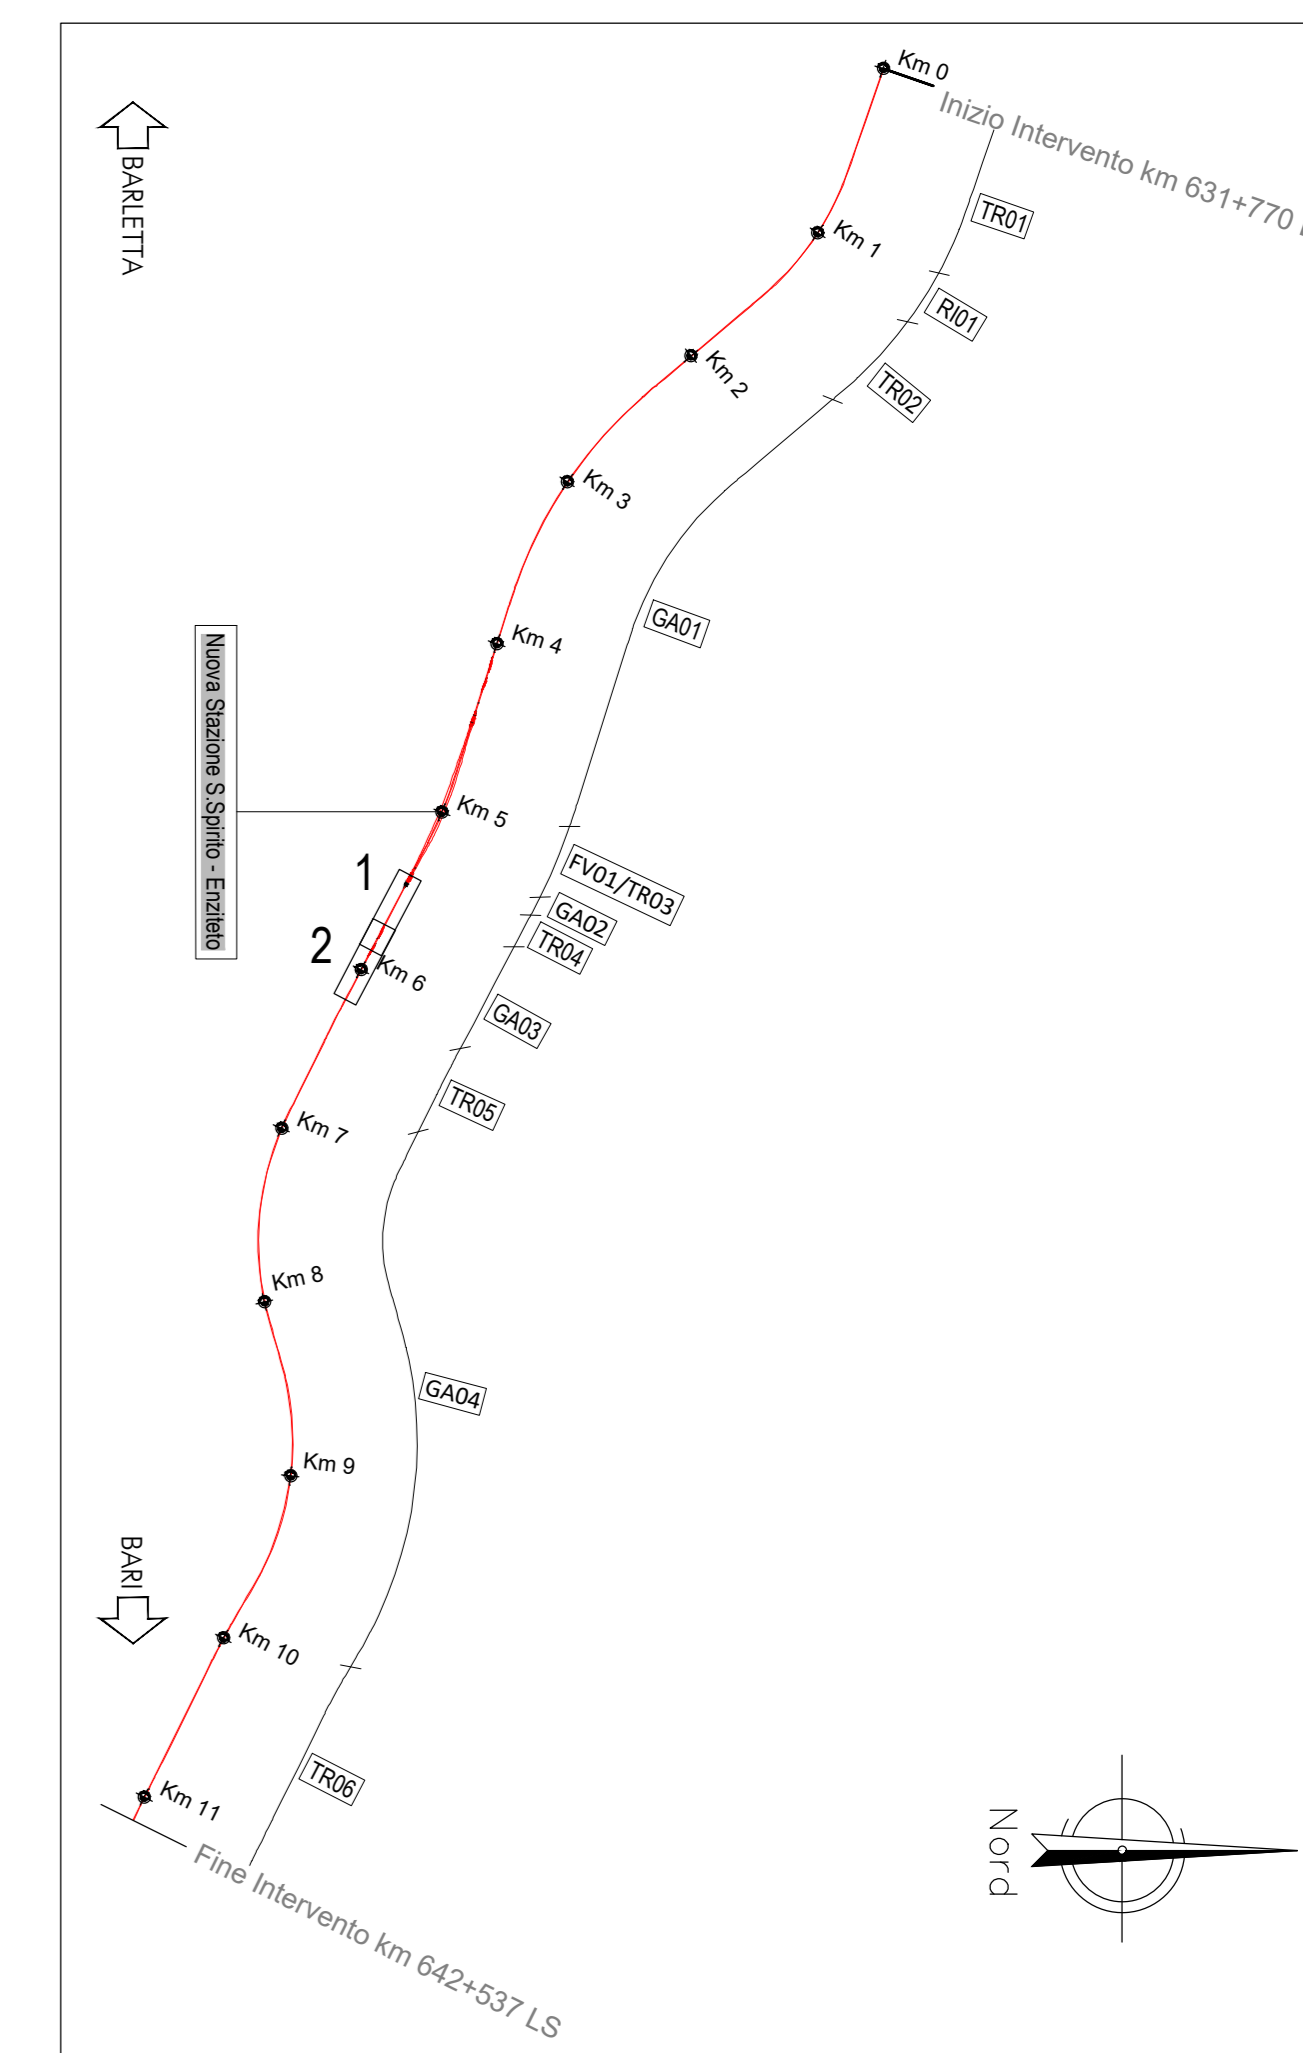 Km 0
Inizio Intervento km 631+770
BARLETTA
TR01
Km 1
RI01
Km 2
TR02
Km 3
GA01
Km 4
Nuova Stazione S.Spirito - Enziteto
Km 5
1
FV01/TR03
GA02
2
TR04
Km 6
GA03
TR05
Km 7
Km 8
GA04
Km 9
BARI
Km 10
TR06
Km 11
Nord
Fine Intervento km 642+537 LS